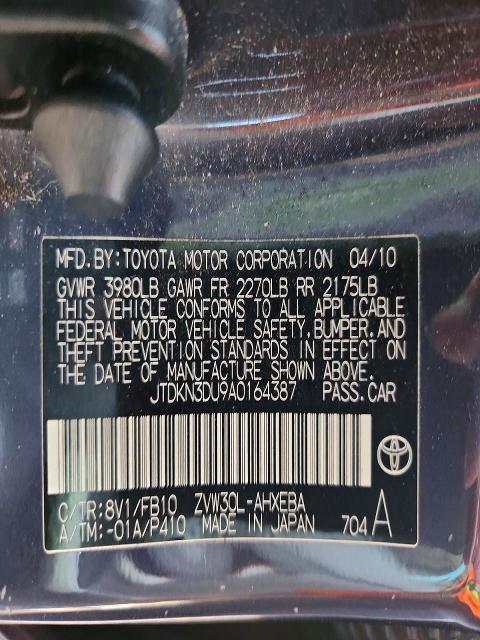 MFD.BY:TOYOTA MOTOR CORPORATION 04/10
GVWR 3980LB GAWR FR 2270LB RR 2175LB
THIS VEHICLE CONFORMS TO ALL APPLICABLE
FEDERAL MOTOR VEHICLE SAFETY,BUMPER,AND
THEFT PREVENTION STANDARDS IN EFFECT ON
THE DATE OF MANUFACTURE SHOWN ABOVE.
JTDKN3DU9A0164387 PASS.CAR
C/TR:8V1/FB10 ZVW30L-AHXEBA
A/TM:-01A/P410 MADE IN JAPAN 704 A